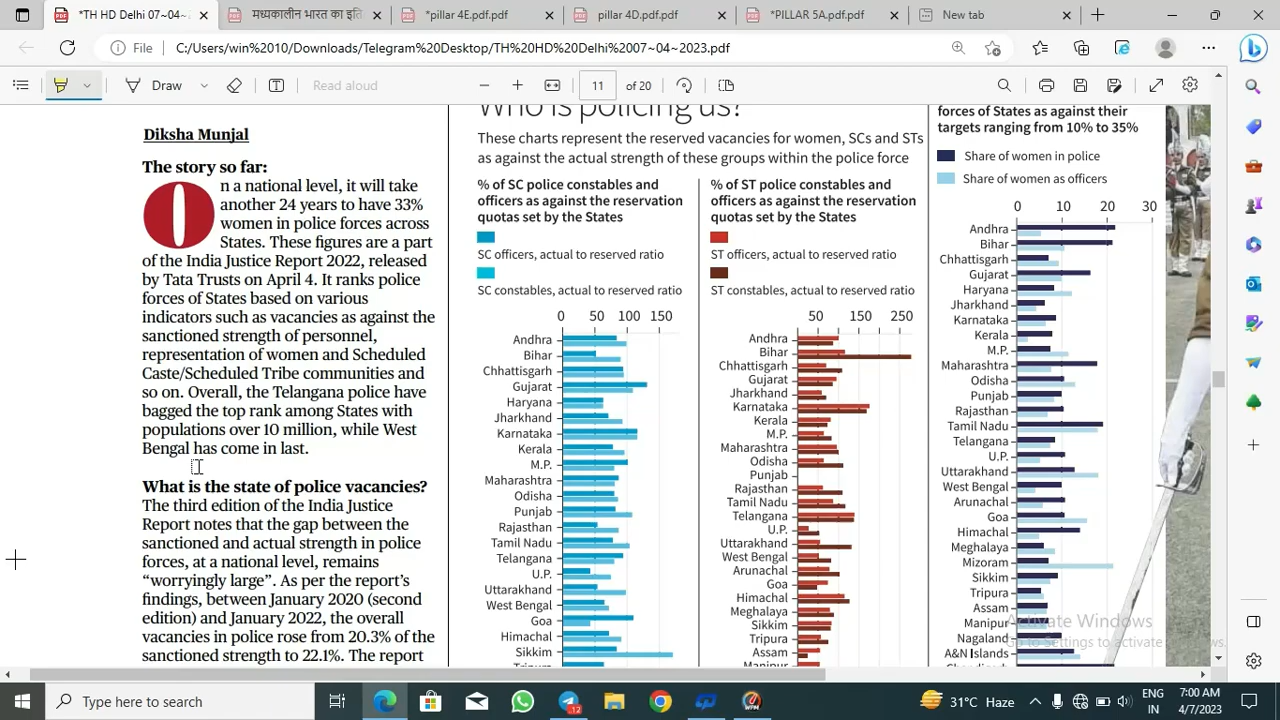 *TH HD Delhi 07~04~2
मध्यकालीन भारत का इति
*pillar 4E.pdf
PILLAR 4D.pdf
*PILLAR 5A.pdf
New tab
File
C:/Users/win%2010/Downloads/Telegram%20Desktop/TH%20HD%20Delhi%2007~04~2023.pdf
Draw
Read aloud
11
of 20
Diksha Munjal
The story so far:
On a national level, it will take
another 24 years to have 33%
women in police forces across
States. These figures are a part
of the India Justice Report 2022, released
by Tata Trusts on April 4. It ranks police
forces of States based on various
indicators such as vacancies as against the
sanctioned strength of personnel,
representation of women and Scheduled
Caste/Scheduled Tribe communities and
so on. Overall, the Telangana police have
bagged the top rank among States with
populations over 10 million, while West
Bengal has come in last.
What is the state of police vacancies?
The third edition of the India Justice
Report notes that the gap between the
sanctioned and actual strength in police
forces, at a national level, remains
“worryingly large”. As per the report’s
findings, between January 2020 (second
edition) and January 2022, the overall
vacancies in police rose from 20.3% of the
sanctioned strength to 22.1%. The report
Who is policing us?
These charts represent the reserved vacancies for women, SCs and STs
as against the actual strength of these groups within the police force
% of SC police constables and
officers as against the reservation
quotas set by the States
SC officers, actual to reserved ratio
SC constables, actual to reserved ratio
0 50 100 150
Andhra
Bihar
Chhattisgarh
Gujarat
Haryana
Jharkhand
Karnataka
Kerala
M.P.
Maharashtra
Odisha
Punjab
Rajasthan
Tamil Nadu
Telangana
U.P.
Uttarakhand
West Bengal
Goa
Himachal
Sikkim
Tripura
% of ST police constables and
officers as against the reservation
quotas set by the States
ST officers, actual to reserved ratio
ST constables, actual to reserved ratio
50 150 250
Andhra
Bihar
Chhattisgarh
Gujarat
Jharkhand
Karnataka
Kerala
M.P.
Maharashtra
Odisha
Punjab
Rajasthan
Tamil Nadu
Telangana
U.P.
Uttarakhand
West Bengal
Arunachal
Goa
Himachal
Meghalaya
Sikkim
Tripura
Assam
Manipur
forces of States as against their
targets ranging from 10% to 35%
Share of women in police
Share of women as officers
0 10 20 30
Andhra
Bihar
Chhattisgarh
Gujarat
Haryana
Jharkhand
Karnataka
Kerala
M.P.
Maharashtra
Odisha
Punjab
Rajasthan
Tamil Nadu
Telangana
U.P.
Uttarakhand
West Bengal
Arunachal
Goa
Himachal
Meghalaya
Mizoram
Sikkim
Tripura
Assam
Manipur
Nagaland
A&N Islands
Activate Windows
Go to Settings to activate Windows.
Type here to search
12
31°C Haze
ENG
IN
7:00 AM
4/7/2023